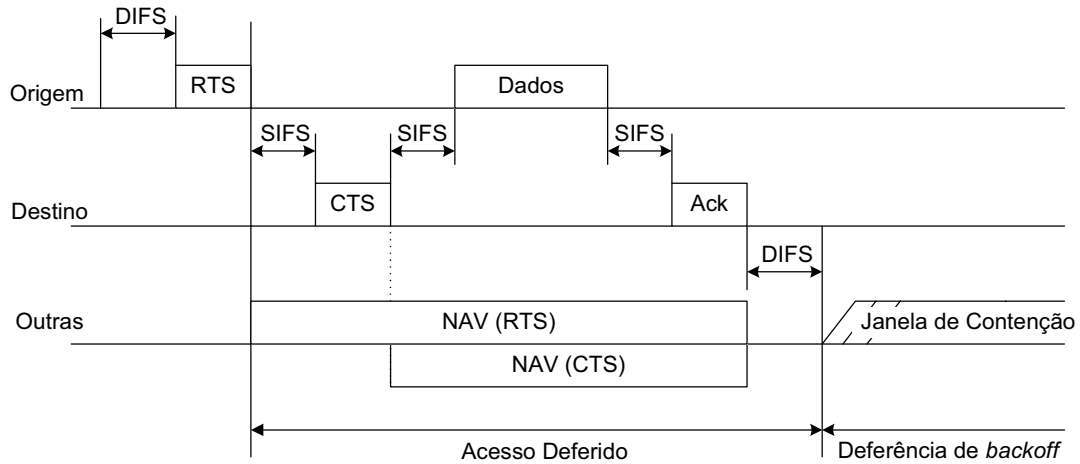 DIFS
Origem
RTS
Dados
SIFS
SIFS
SIFS
Destino
CTS
Ack
DIFS
Outras
NAV (RTS)
Janela de Contenção
NAV (CTS)
Acesso Deferido
Deferência de backoff